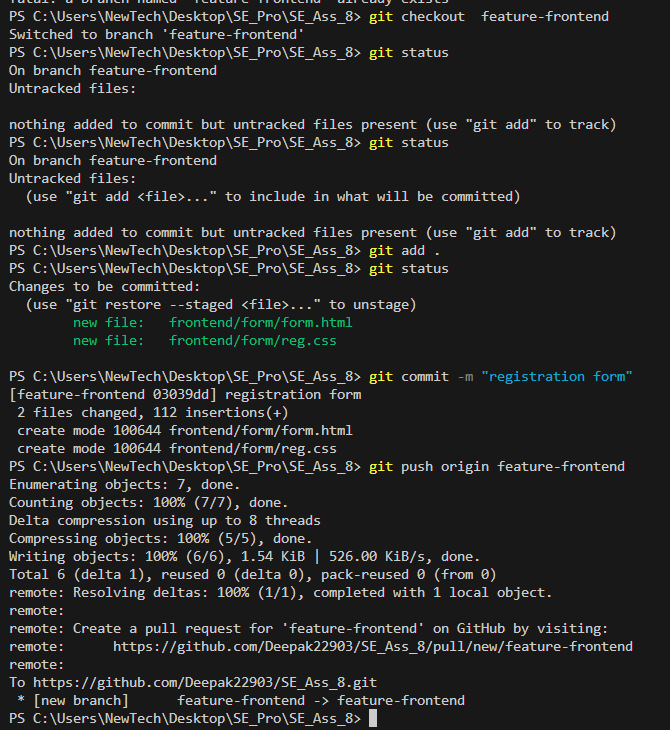 fatal: a branch named 'feature-frontend' already exists
PS C:\Users\NewTech\Desktop\SE_Pro\SE_Ass_8> git checkout  feature-frontend
Switched to branch 'feature-frontend'
PS C:\Users\NewTech\Desktop\SE_Pro\SE_Ass_8> git status
On branch feature-frontend
Untracked files:
nothing added to commit but untracked files present (use "git add" to track)
PS C:\Users\NewTech\Desktop\SE_Pro\SE_Ass_8> git status
On branch feature-frontend
Untracked files:
  (use "git add <file>..." to include in what will be committed)
nothing added to commit but untracked files present (use "git add" to track)
PS C:\Users\NewTech\Desktop\SE_Pro\SE_Ass_8> git add .
PS C:\Users\NewTech\Desktop\SE_Pro\SE_Ass_8> git status
Changes to be committed:
  (use "git restore --staged <file>..." to unstage)
        new file:   frontend/form/form.html
        new file:   frontend/form/reg.css
PS C:\Users\NewTech\Desktop\SE_Pro\SE_Ass_8> git commit -m "registration form"
[feature-frontend 03039dd] registration form
 2 files changed, 112 insertions(+)
 create mode 100644 frontend/form/form.html
 create mode 100644 frontend/form/reg.css
PS C:\Users\NewTech\Desktop\SE_Pro\SE_Ass_8> git push origin feature-frontend
Enumerating objects: 7, done.
Counting objects: 100% (7/7), done.
Delta compression using up to 8 threads
Compressing objects: 100% (5/5), done.
Writing objects: 100% (6/6), 1.54 KiB | 526.00 KiB/s, done.
Total 6 (delta 1), reused 0 (delta 0), pack-reused 0 (from 0)
remote: Resolving deltas: 100% (1/1), completed with 1 local object.
remote:
remote: Create a pull request for 'feature-frontend' on GitHub by visiting:
remote:      https://github.com/Deepak22903/SE_Ass_8/pull/new/feature-frontend
remote:
To https://github.com/Deepak22903/SE_Ass_8.git
 * [new branch]      feature-frontend -> feature-frontend
PS C:\Users\NewTech\Desktop\SE_Pro\SE_Ass_8>